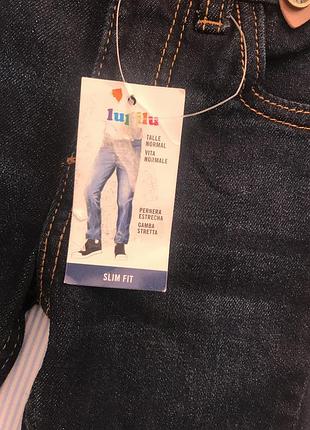 lupilu
TALLE
NORMAL
VITA
NORMALE
PERNERA
ESTRECHA
GAMBA
STRETTA
SLIM FIT